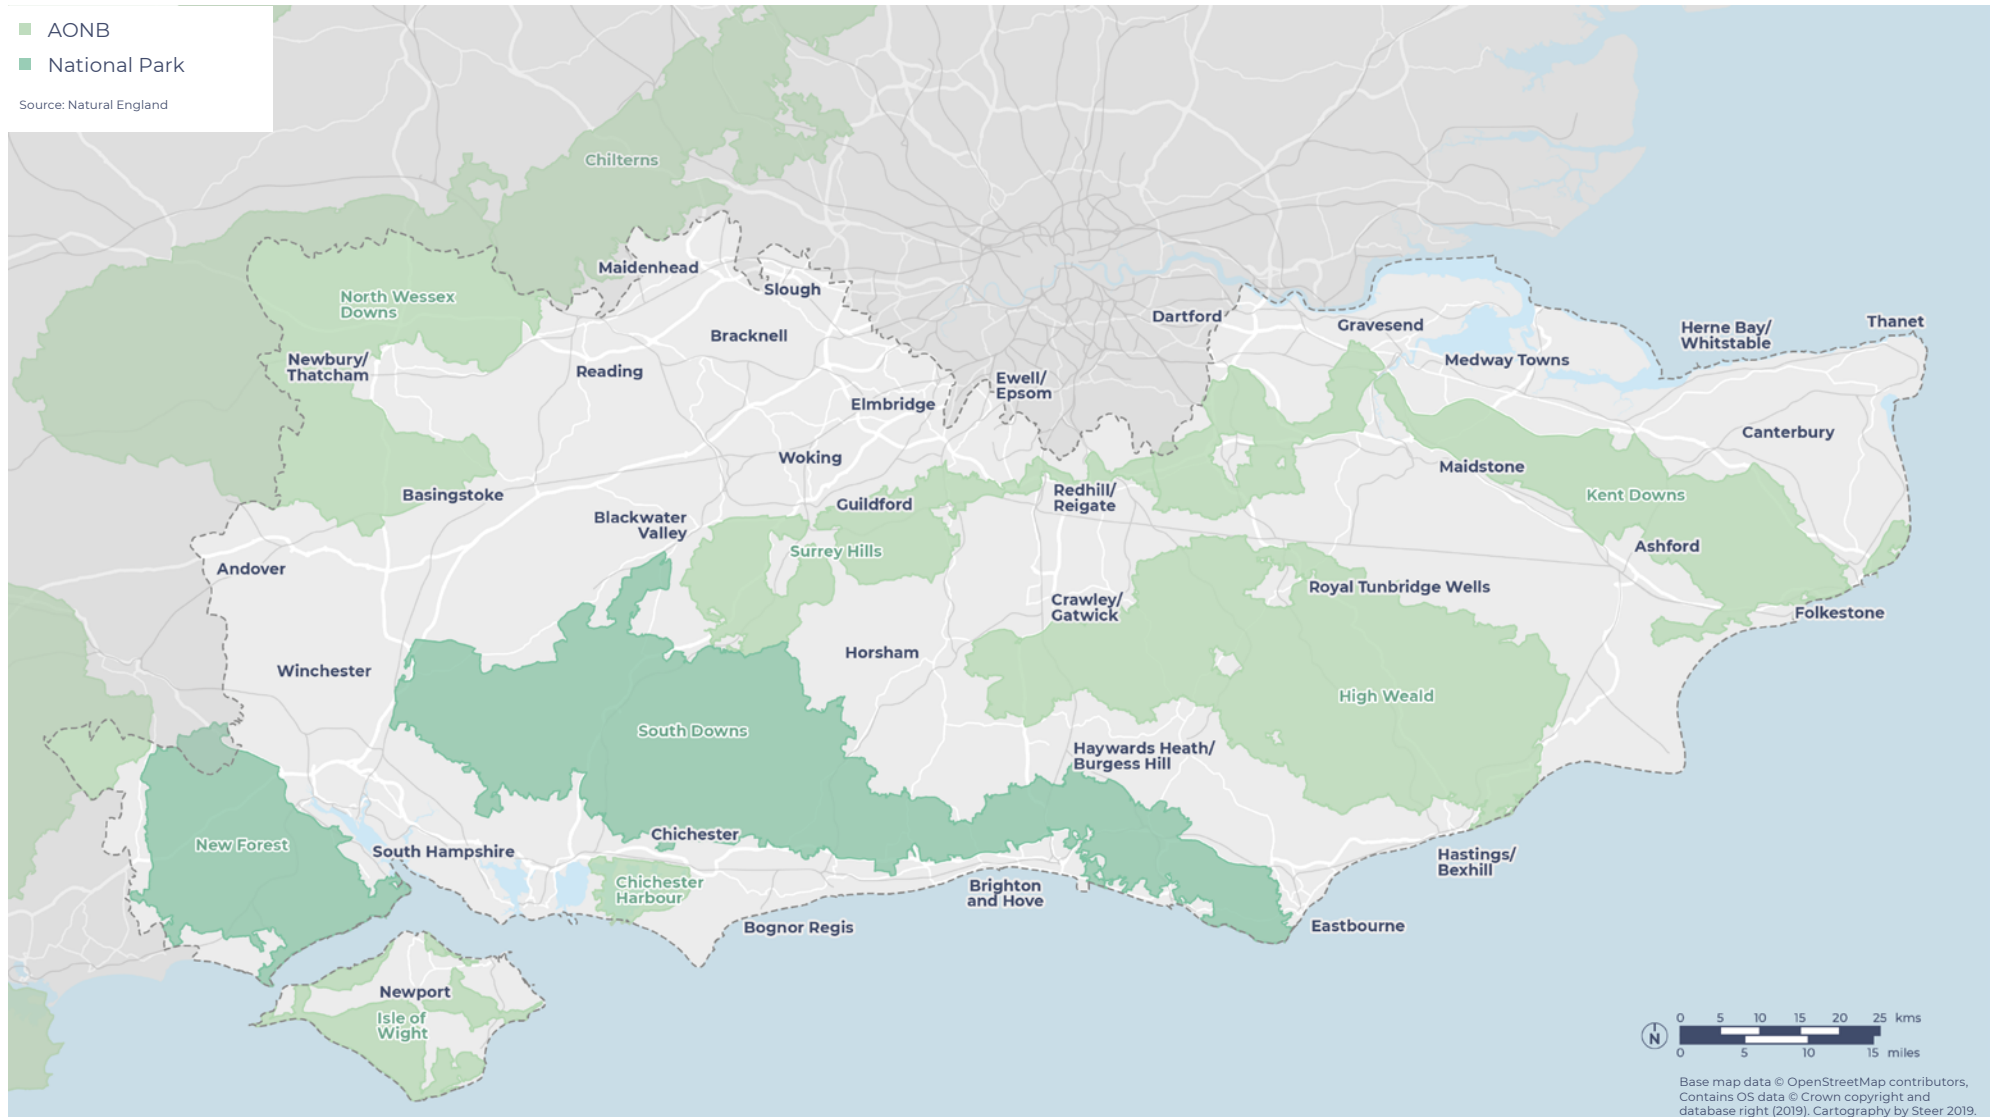 AONB
National Park
Source: Natural England
Chilterns
Maidenhead
Slough
North Wessex
Downs
Bracknell
Dartford
Gravesend
Herne Bay/
Whitstable
Thanet
Newbury/
Thatcham
Reading
Medway Towns
Ewell/
Epsom
Elmbridge
Canterbury
Woking
Maidstone
Basingstoke
Guildford
Redhill/
Reigate
Kent Downs
Blackwater
Valley
Surrey Hills
Ashford
Andover
Royal Tunbridge Wells
Crawley/
Gatwick
Folkestone
Winchester
Horsham
High Weald
South Downs
Haywards Heath/
Burgess Hill
New Forest
South Hampshire
Chichester
Hastings/
Bexhill
Chichester
Harbour
Brighton
and Hove
Bognor Regis
Eastbourne
Newport
Isle of
Wight
N
0 5 10 15 20 25 kms
0 5 10 15 miles
Base map data © OpenStreetMap contributors,
Contains OS data © Crown copyright and
database right (2019). Cartography by Steer 2019.